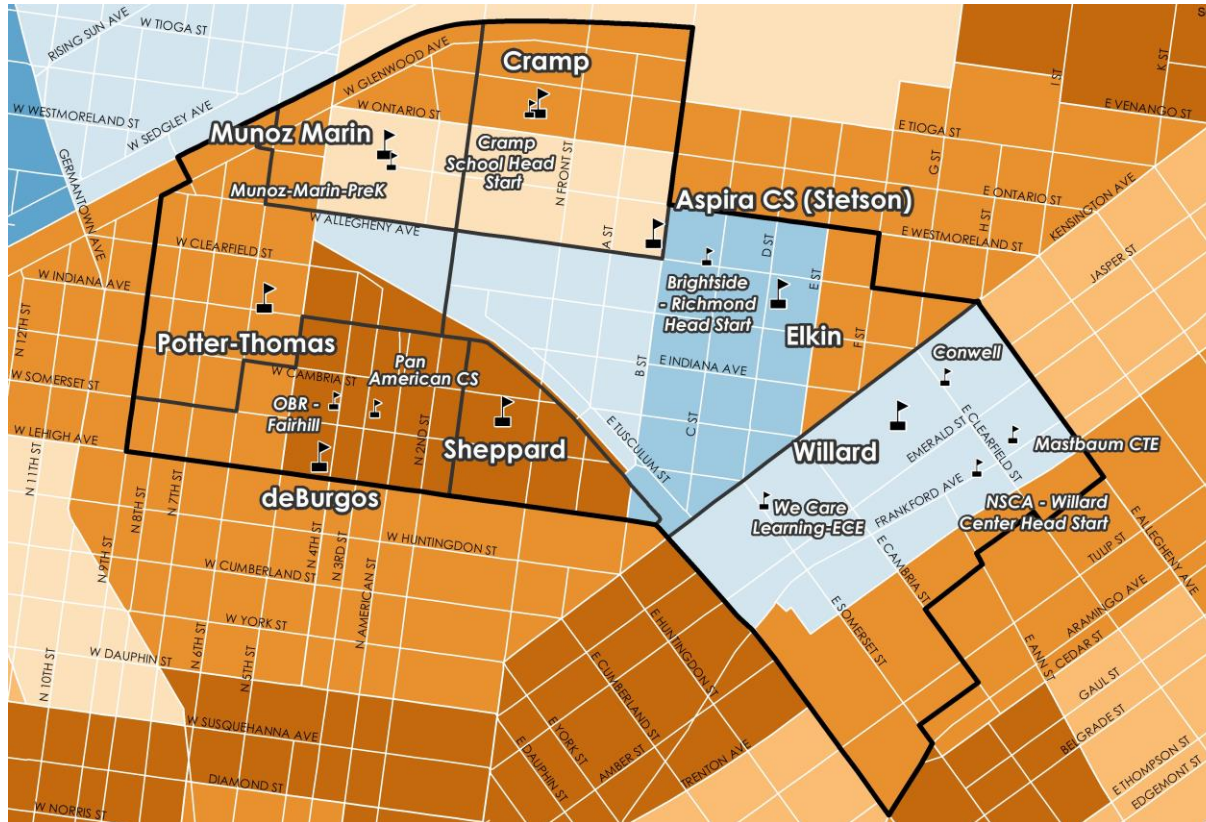 RISING SUN AVE
W TIOGA ST
W WESTMORELAND ST
W SEDGLEY AVE
GERMANTOWN AVE
W GLENWOOD AVE
W ONTARIO ST
Cramp
Munoz Marin
Cramp
School Head
Start
Munoz-Marin-PreK
N FRONT ST
W ALLEGHENY AVE
A ST
Aspira CS (Stetson)
I ST
K ST
E VENANGO ST
E TIOGA ST
G ST
E ONTARIO ST
H ST
KENSINGTON AVE
E WESTMORELAND ST
JASPER ST
W CLEARFIELD ST
W INDIANA AVE
N 12TH ST
Potter-Thomas
W SOMERSET ST
W CAMBRIA ST
Pan
American CS
OBR -
Fairhill
N 2ND ST
Sheppard
deBurgos
Brightside
- Richmond
Head Start
D ST
E ST
Elkin
F ST
E INDIANA AVE
B ST
C ST
E TUSCULUM ST
Conwell
Willard
EMERALD ST
E CLEARFIELD ST
Mastbaum CTE
FRANKFORD AVE
We Care
Learning-ECE
NSCA - Willard
Center Head Start
E CAMBRIA ST
E SOMERSET ST
E ALLEGHENY AVE
TULIP ST
ARAMINGO AVE
CEDAR ST
E ANN ST
GAUL ST
BELGRADE ST
E THOMPSON ST
EDGEMONT ST
W LEHIGH AVE
N 11TH ST
N 10TH ST
N 9TH ST
N 8TH ST
N 7TH ST
N 6TH ST
N 5TH ST
N 4TH ST
N 3RD ST
N AMERICAN ST
W HUNTINGDON ST
W CUMBERLAND ST
W YORK ST
W DAUPHIN ST
W SUSQUEHANNA AVE
DIAMOND ST
W NORRIS ST
E HUNTINGDON ST
E CUMBERLAND ST
E YORK ST
E DAUPHIN ST
AMBER ST
TRENTON AVE